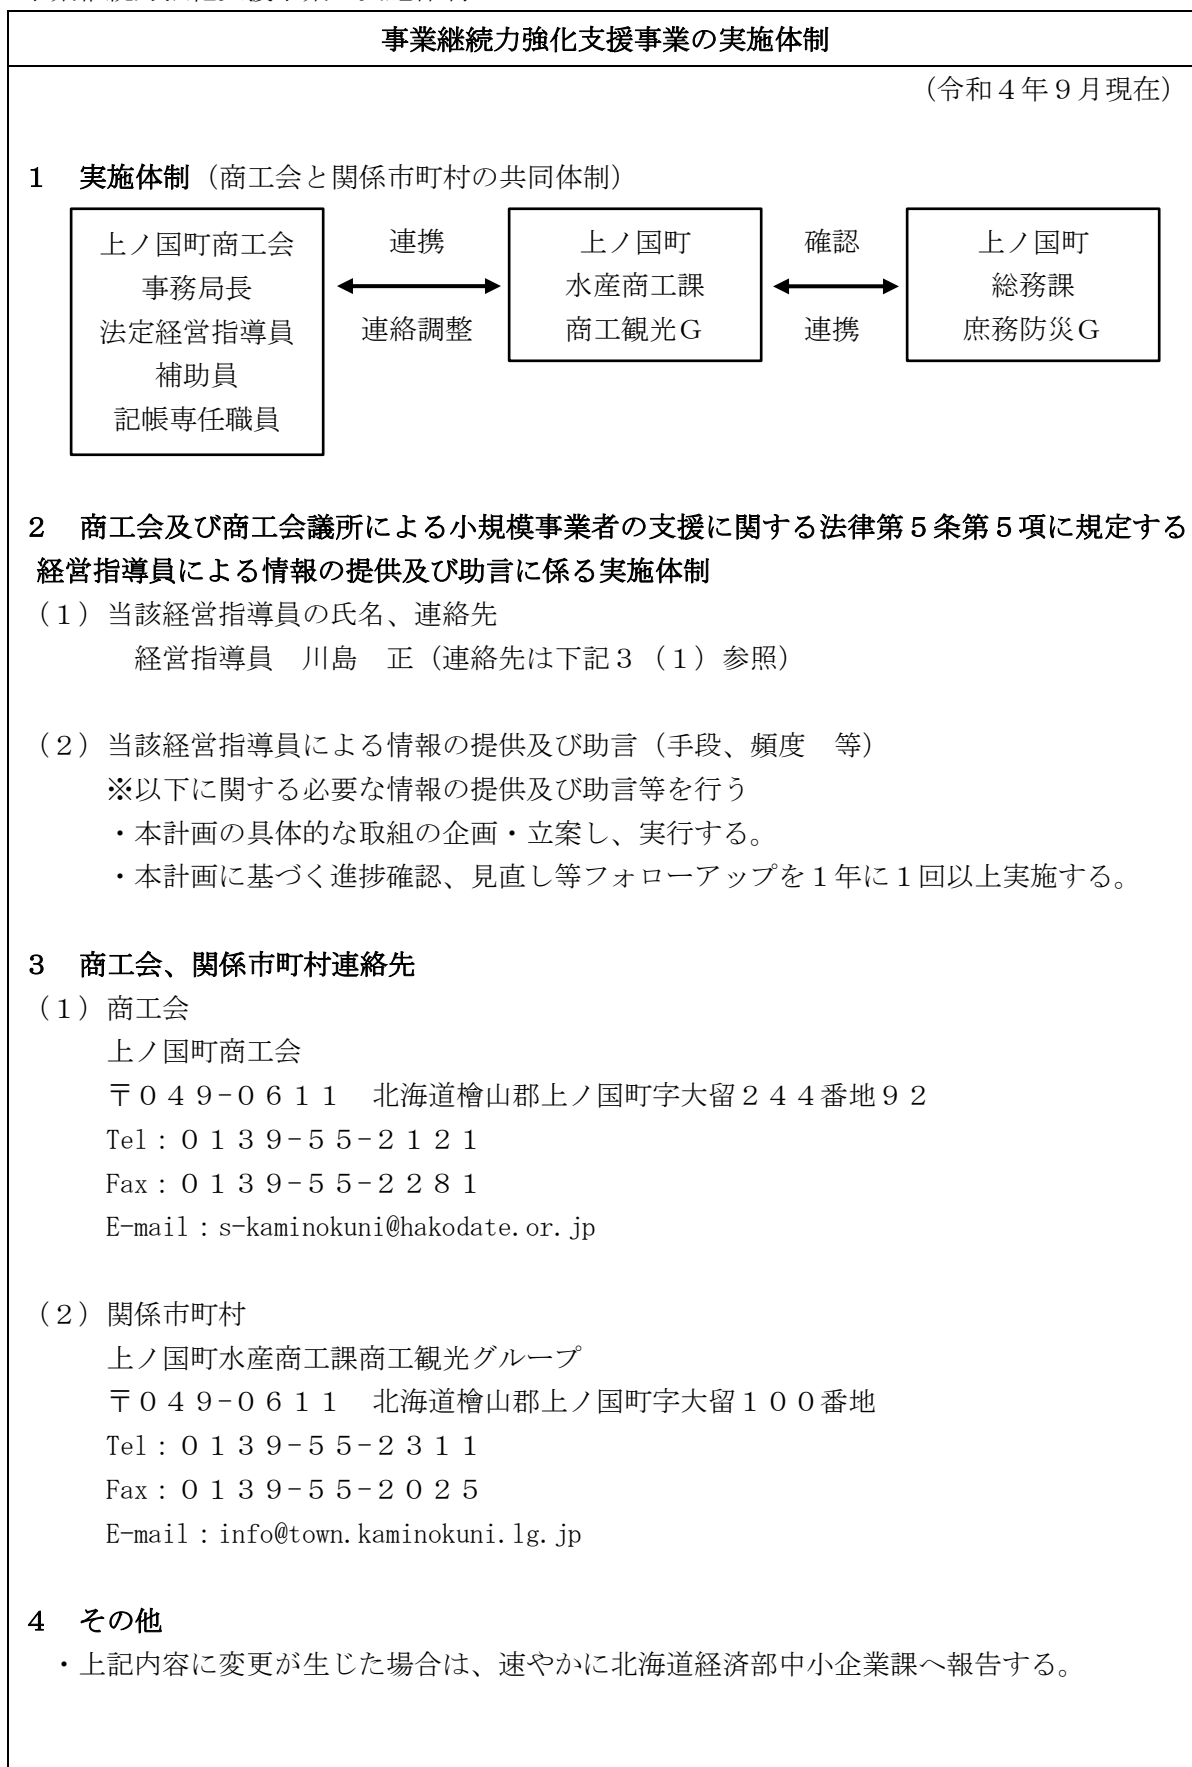 事業継続力強化支援事業の実施体制
（令和４年９月現在）
１　実施体制（商工会と関係市町村の共同体制）
上ノ国町商工会
事務局長
法定経営指導員
補助員
記帳専任職員
連携
連絡調整
上ノ国町
水産商工課
商工観光Ｇ
確認
連携
上ノ国町
総務課
庶務防災Ｇ
２　商工会及び商工会議所による小規模事業者の支援に関する法律第５条第５項に規定する
経営指導員による情報の提供及び助言に係る実施体制
（１）当該経営指導員の氏名、連絡先
経営指導員　川島　正（連絡先は下記３（１）参照）
（２）当該経営指導員による情報の提供及び助言（手段、頻度　等）
※以下に関する必要な情報の提供及び助言等を行う
・本計画の具体的な取組の企画・立案し、実行する。
・本計画に基づく進捗確認、見直し等フォローアップを１年に１回以上実施する。
３　商工会、関係市町村連絡先
（１）商工会
上ノ国町商工会
〒０４９-０６１１　北海道檜山郡上ノ国町字大留２４４番地９２
Tel：０１３９-５５-２１２１
Fax：０１３９-５５-２２８１
E-mail：s-kaminokuni@hakodate.or.jp
（２）関係市町村
上ノ国町水産商工課商工観光グループ
〒０４９-０６１１　北海道檜山郡上ノ国町字大留１００番地
Tel：０１３９-５５-２３１１
Fax：０１３９-５５-２０２５
E-mail：info@town.kaminokuni.lg.jp
４　その他
・上記内容に変更が生じた場合は、速やかに北海道経済部中小企業課へ報告する。